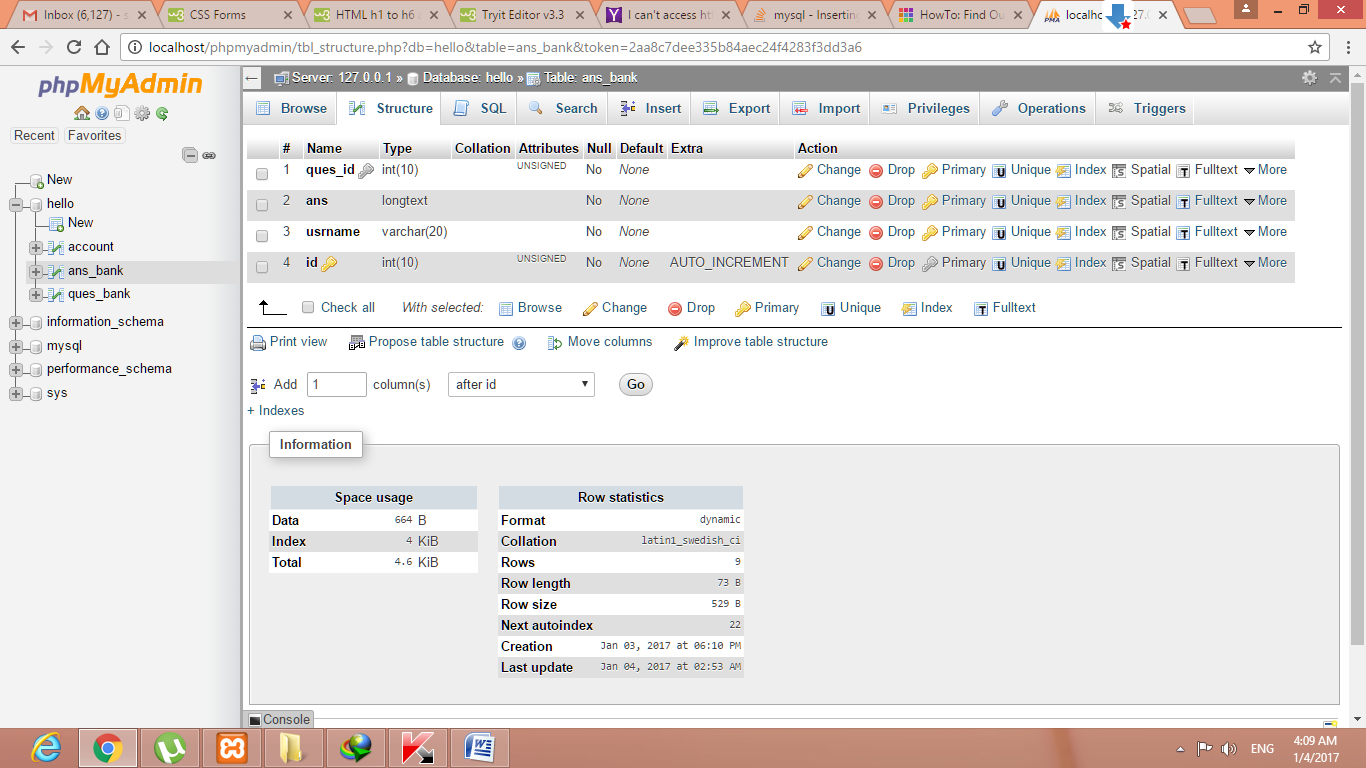 Inbox (6,127) - s
CSS Forms
HTML h1 to h6
Tryit Editor v3.3
I can't access ht
mysql - Inserting
HowTo: Find Ou
localho
27.0
localhost/phpmyadmin/tbl_structure.php?db=hello&table=ans_bank&token=2aa8c7dee335b84aec24f4283f3dd3a6
phpMyAdmin
Recent Favorites
New
hello
New
account
ans_bank
ques_bank
information_schema
mysql
performance_schema
sys
Server: 127.0.0.1 » Database: hello » Table: ans_bank
Browse Structure SQL Search Insert Export Import Privileges Operations Triggers
# Name Type Collation Attributes Null Default Extra Action
1 ques_id int(10) UNSIGNED No None Change Drop Primary Unique Index Spatial Fulltext More
2 ans longtext No None Change Drop Primary Unique Index Spatial Fulltext More
3 usrname varchar(20) No None Change Drop Primary Unique Index Spatial Fulltext More
4 id int(10) UNSIGNED No None AUTO_INCREMENT Change Drop Primary Unique Index Spatial Fulltext More
Check all With selected: Browse Change Drop Primary Unique Index Fulltext
Print view Propose table structure Move columns Improve table structure
Add 1 column(s) after id Go
+ Indexes
Information
Space usage
Data 664 B
Index 4 KiB
Total 4.6 KiB
Row statistics
Format dynamic
Collation latin1_swedish_ci
Rows 9
Row length 73 B
Row size 529 B
Next autoindex 22
Creation Jan 03, 2017 at 06:10 PM
Last update Jan 04, 2017 at 02:53 AM
Console
ENG
4:09 AM
1/4/2017